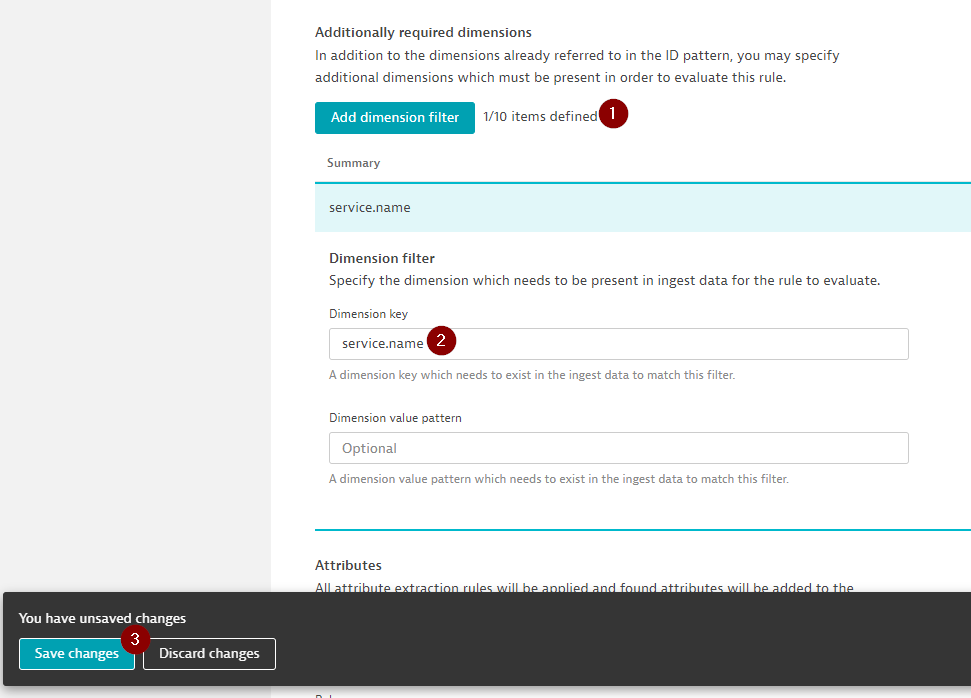 Additionally required dimensions
In addition to the dimensions already referred to in the ID pattern, you may specify
additional dimensions which must be present in order to evaluate this rule.
Add dimension filter 1/10 items defined 1
Summary
service.name
Dimension filter
Specify the dimension which needs to be present in ingest data for the rule to evaluate.
Dimension key
service.name 2
A dimension key which needs to exist in the ingest data to match this filter.
Dimension value pattern
Optional
A dimension value pattern which needs to exist in the ingest data to match this filter.
Attributes
All attribute extraction rules will be applied and found attributes will be added to the
You have unsaved changes
3
Save changes Discard changes